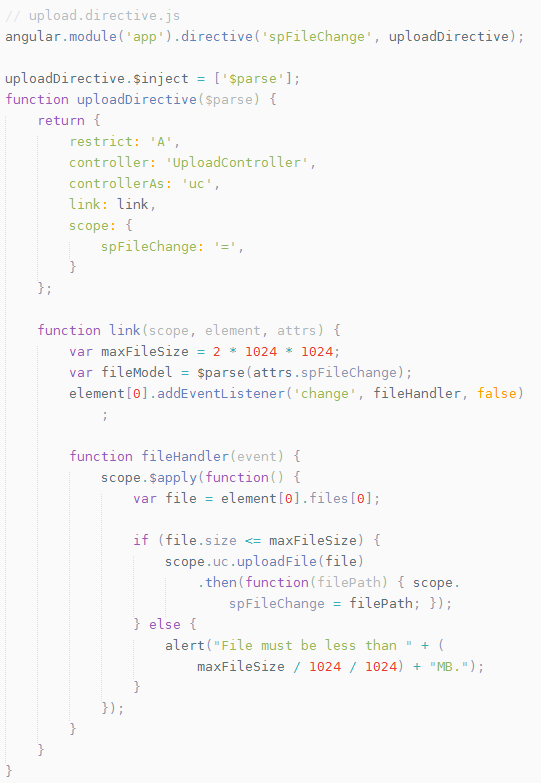 // upload.directive.js
angular.module('app').directive('spFileChange', uploadDirective);

uploadDirective.$inject = ['$parse'];
function uploadDirective($parse) {
    return {
        restrict: 'A',
        controller: 'UploadController',
        controllerAs: 'uc',
        link: link,
        scope: {
            spFileChange: '=',
        }
    };

    function link(scope, element, attrs) {
        var maxFileSize = 2 * 1024 * 1024;
        var fileModel = $parse(attrs.spFileChange);
        element[0].addEventListener('change', fileHandler, false)
            ;

        function fileHandler(event) {
            scope.$apply(function() {
                var file = element[0].files[0];

                if (file.size <= maxFileSize) {
                    scope.uc.uploadFile(file)
                        .then(function(filePath) { scope.
                            spFileChange = filePath; });
                } else {
                    alert("File must be less than " + (
                        maxFileSize / 1024 / 1024) + "MB.");
                }
            });
        }
    }
}